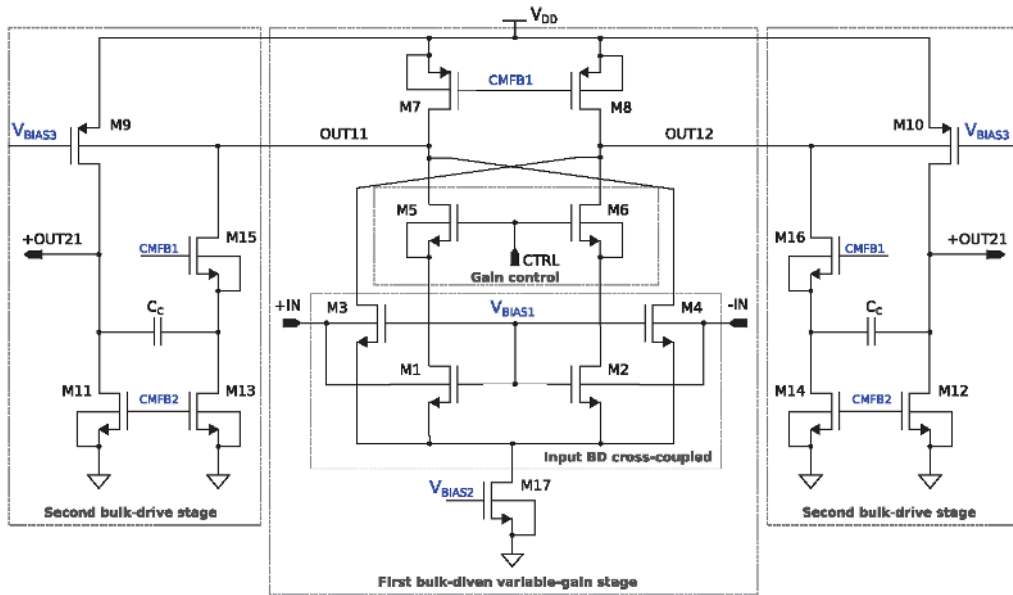 VDD
CMFB1
M7
M8
M9
M10
VBIAS3
OUT11
OUT12
VBIAS3
M5
M6
+OUT21
M15
CMFB1
CTRL
Gain control
M16
CMFB1
+OUT21
+IN
M3
VBIAS1
M4
-IN
CC
CC
M1
M2
M11
CMFB2
M13
M14
CMFB2
M12
Input BD cross-coupled
VBIAS2
M17
Second bulk-drive stage
Second bulk-drive stage
First bulk-diven variable-gain stage